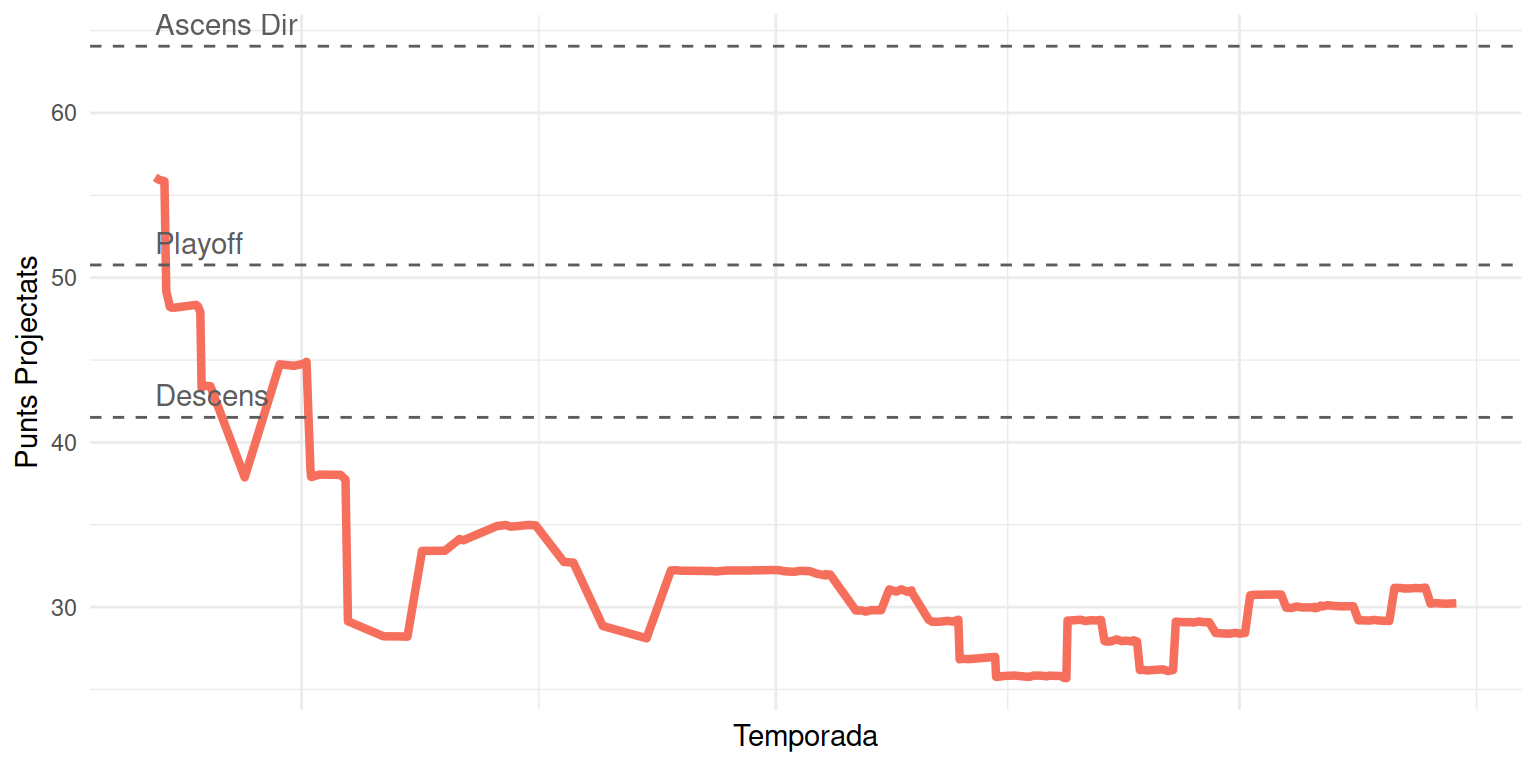 Ascens Dir
60
Playoff
50
Descens
40
30
Punts Projectats
Temporada